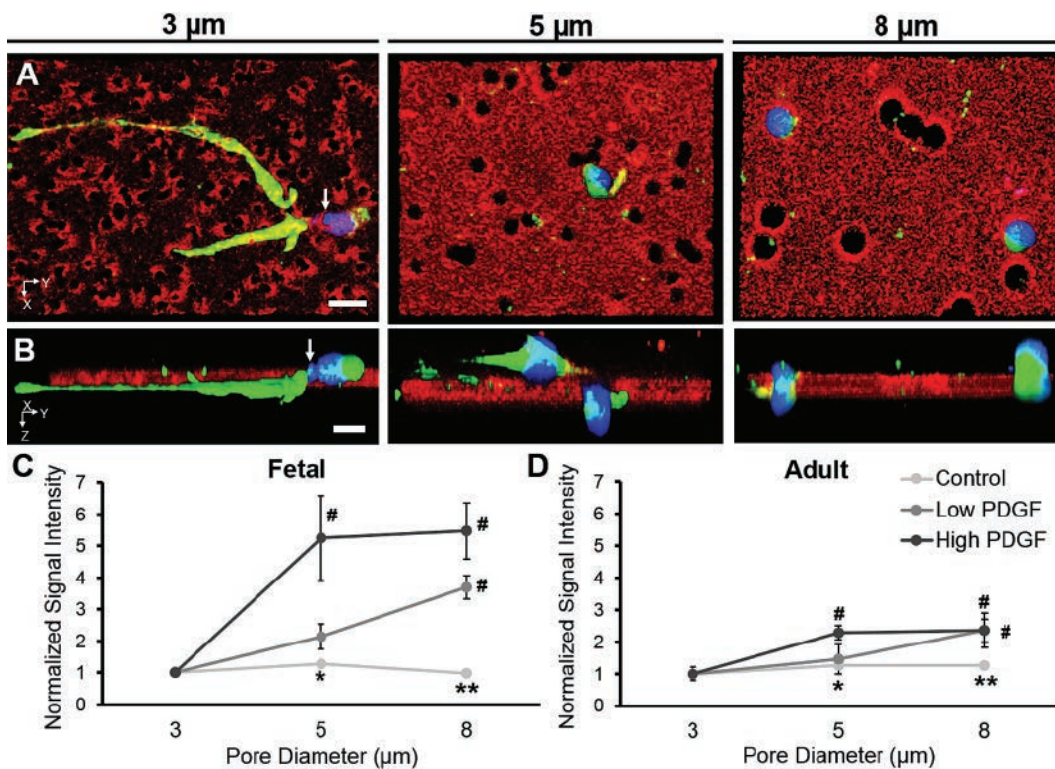 3 µm 5 µm 8 µm
A
Y
X
B
X
Y
Z
C Fetal
Normalized Signal Intensity
7
6
5
4
3
2
1
0
#
#
#
*
**
3 5 8
Pore Diameter (µm)
D Adult
Control
Low PDGF
High PDGF
Normalized Signal Intensity
7
6
5
4
3
2
1
0
#
#
#
*
**
3 5 8
Pore Diameter (µm)